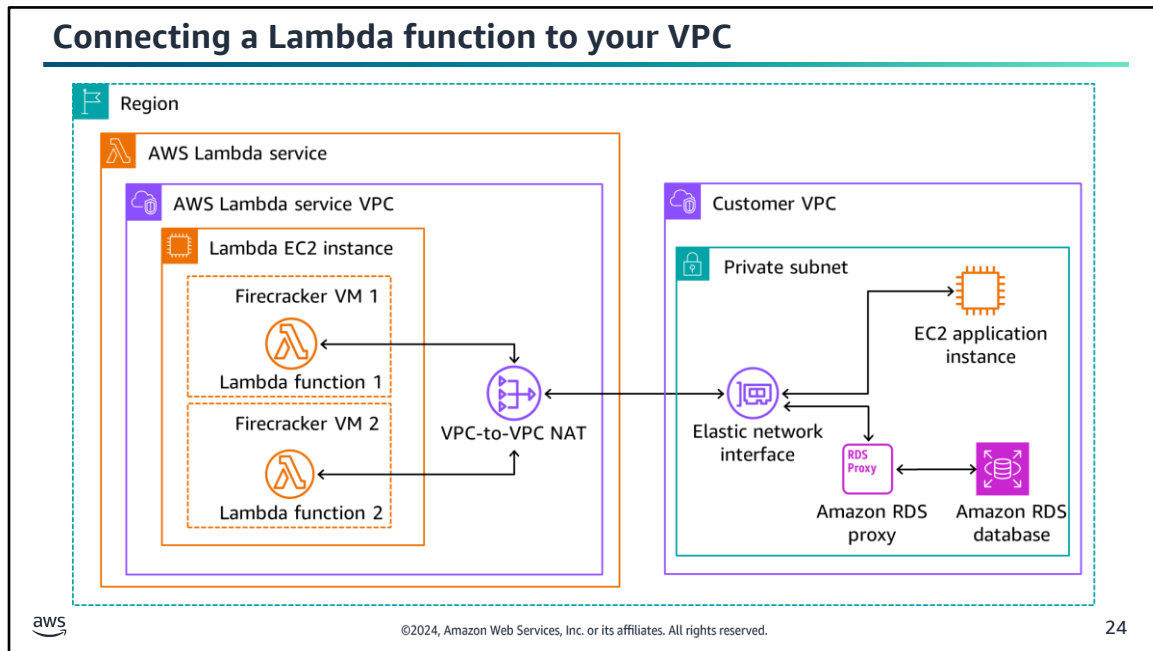 Connecting a Lambda function to your VPC
Region
AWS Lambda service
AWS Lambda service VPC
Customer VPC
Lambda EC2 instance
Private subnet
Firecracker VM 1
Lambda function 1
EC2 application
instance
Firecracker VM 2
VPC-to-VPC NAT
Elastic network
interface
Lambda function 2
RDS
Proxy
Amazon RDS
proxy
Amazon RDS
database
aws
©2024, Amazon Web Services, Inc. or its affiliates. All rights reserved.
24